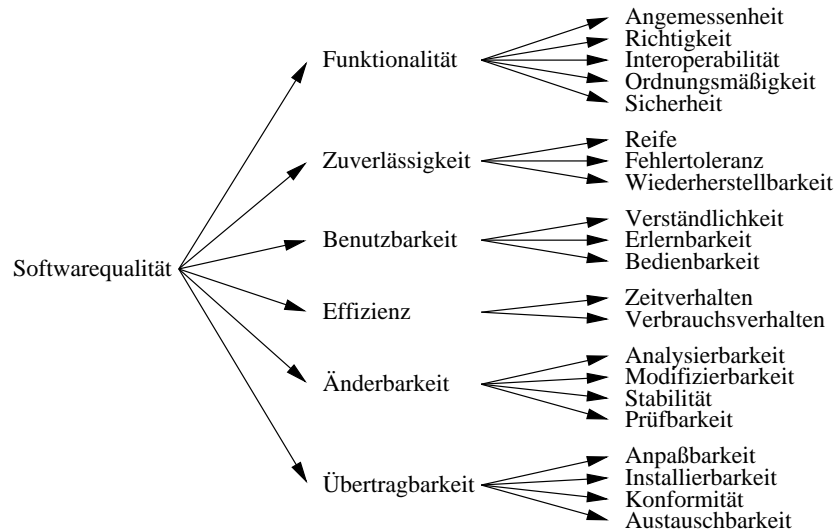 Softwarequalität
Funktionalität
Angemessenheit
Richtigkeit
Interoperabilität
Ordnungsmäßigkeit
Sicherheit
Zuverlässigkeit
Reife
Fehlertoleranz
Wiederherstellbarkeit
Benutzbarkeit
Verständlichkeit
Erlernbarkeit
Bedienbarkeit
Effizienz
Zeitverhalten
Verbrauchsverhalten
Änderbarkeit
Analysierbarkeit
Modifizierbarkeit
Stabilität
Prüfbarkeit
Übertragbarkeit
Anpaßbarkeit
Installierbarkeit
Konformität
Austauschbarkeit